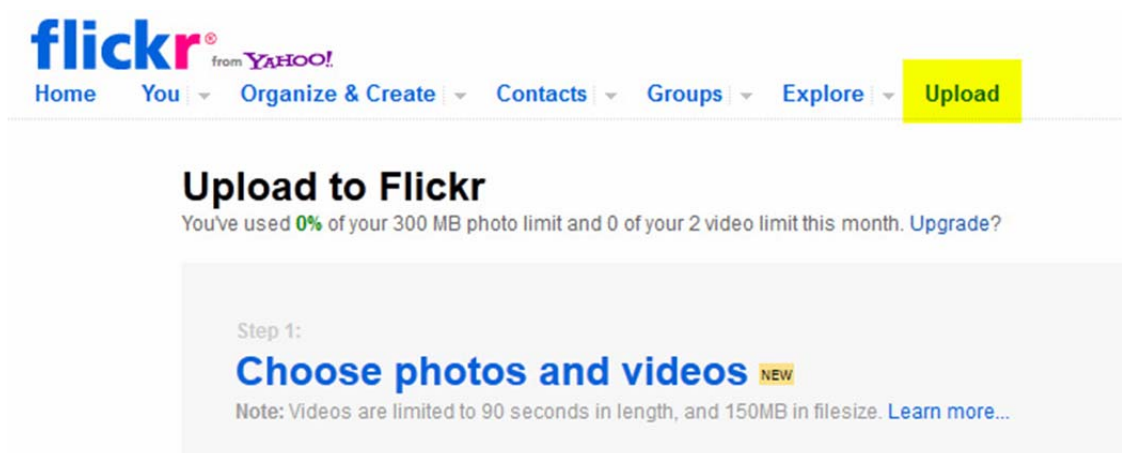 flickr® from YAHOO!
Home You Organize & Create Contacts Groups Explore Upload
Upload to Flickr
You've used 0% of your 300 MB photo limit and 0 of your 2 video limit this month. Upgrade?
Step 1:
Choose photos and videos NEW
Note: Videos are limited to 90 seconds in length, and 150MB in filesize. Learn more...